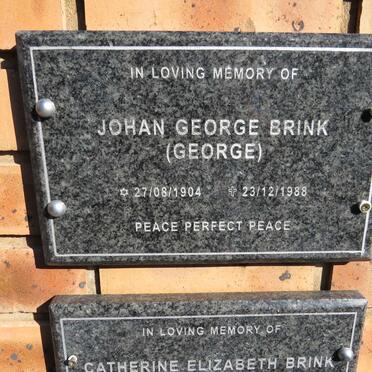 IN LOVING MEMORY OF
JOHAN GEORGE BRINK
(GEORGE)
✡ 27/08/1904 ✞ 23/12/1988
PEACE PERFECT PEACE
IN LOVING MEMORY OF
CATHERINE ELIZABETH BRINK